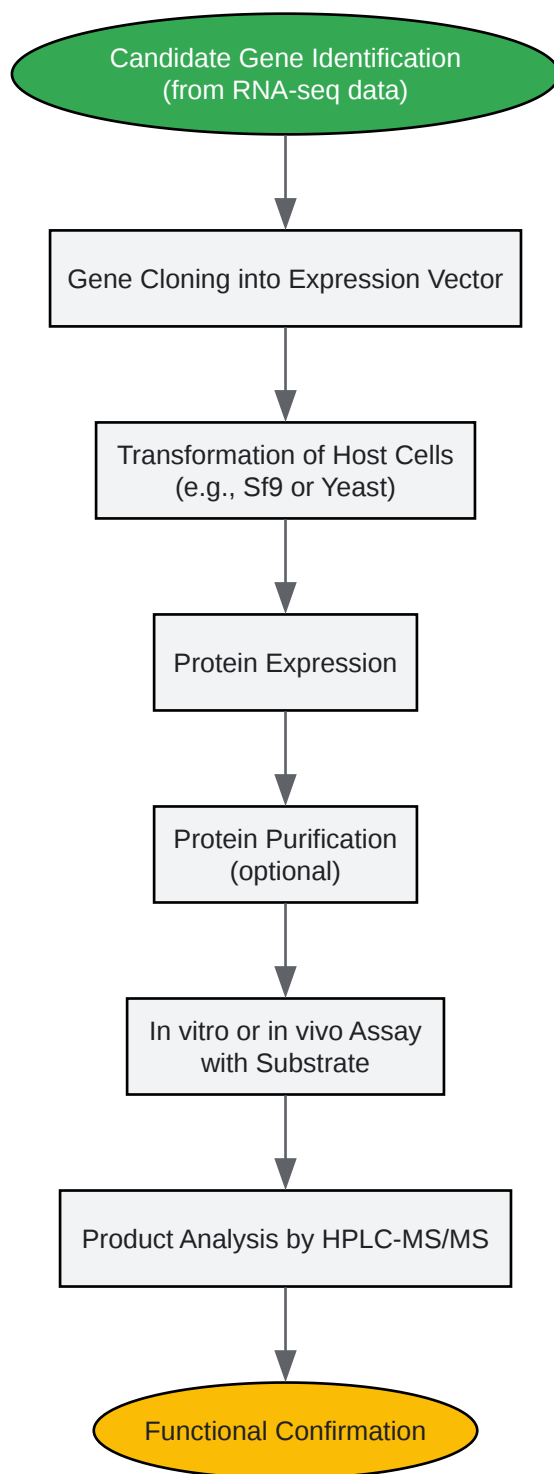 Candidate Gene Identification
(from RNA-seq data)
Gene Cloning into Expression Vector
Transformation of Host Cells
(e.g., Sf9 or Yeast)
Protein Expression
Protein Purification
(optional)
In vitro or in vivo Assay
with Substrate
Product Analysis by HPLC-MS/MS
Functional Confirmation